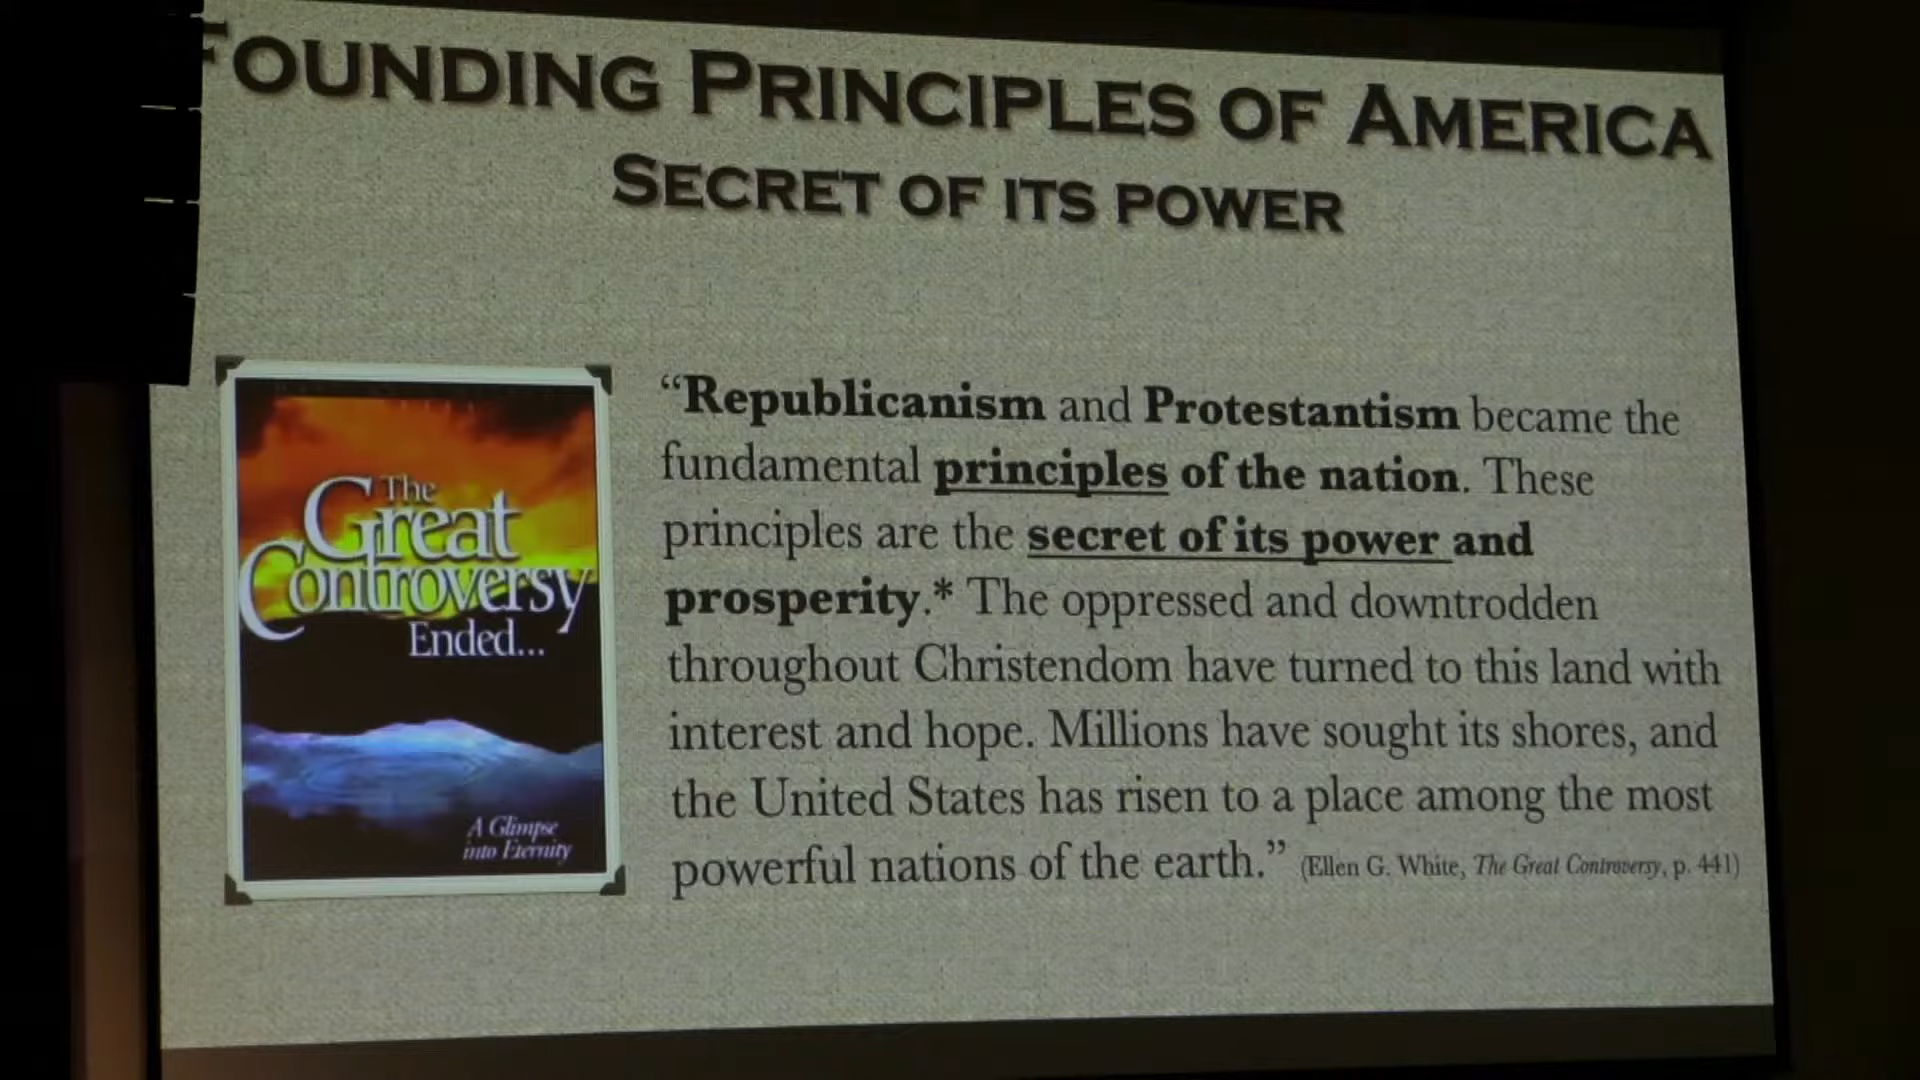 FOUNDING PRINCIPLES OF AMERICA
SECRET OF ITS POWER
The
Great
Controversy
Ended...
A Glimpse
into Eternity
“Republicanism and Protestantism became the
fundamental principles of the nation. These
principles are the secret of its power and
prosperity.* The oppressed and downtrodden
throughout Christendom have turned to this land with
interest and hope. Millions have sought its shores, and
the United States has risen to a place among the most
powerful nations of the earth.” (Ellen G. White, The Great Controversy, p. 441)